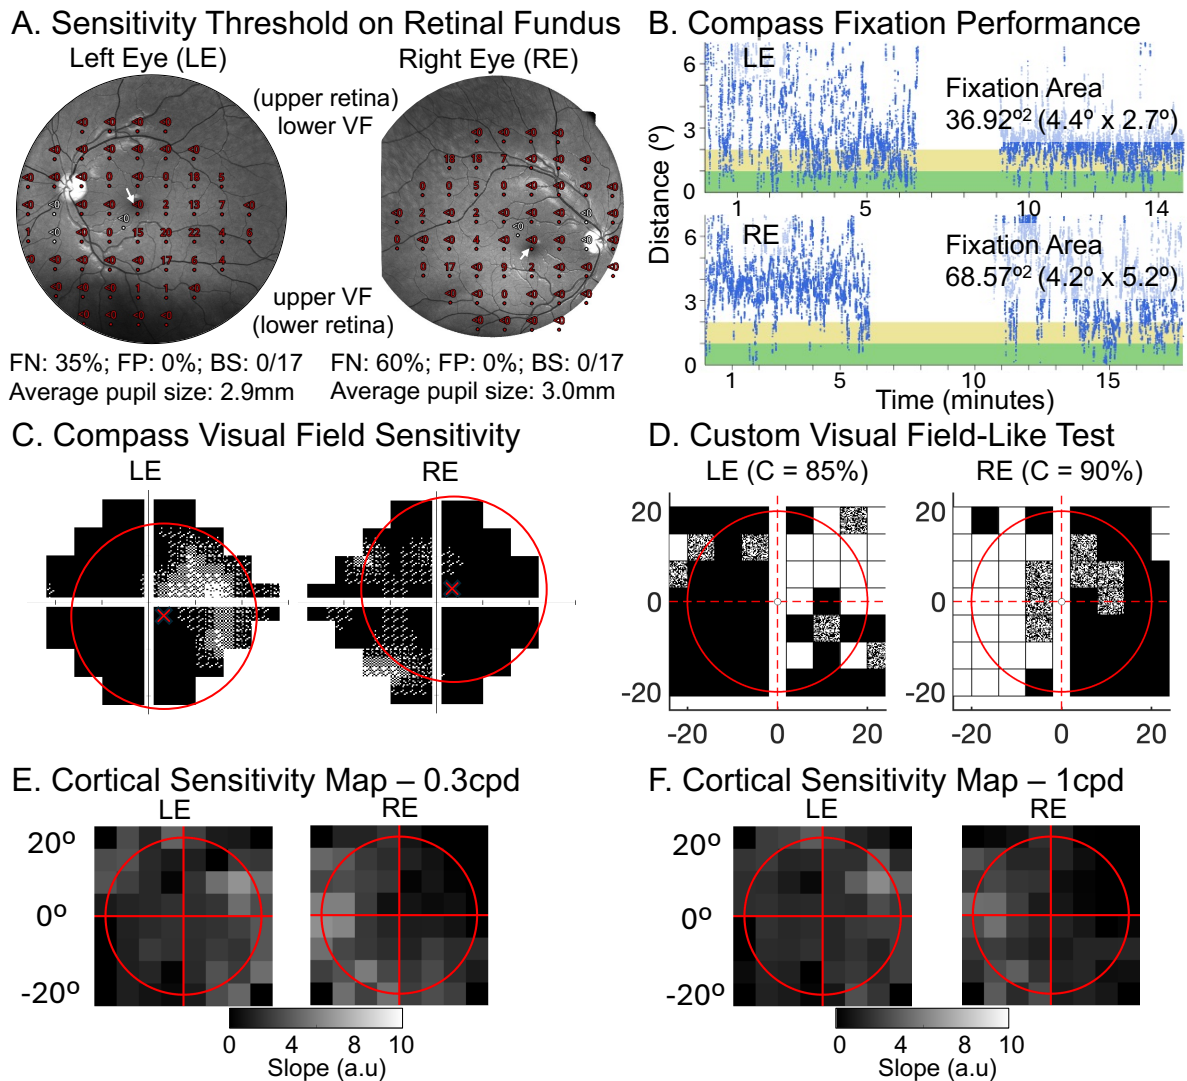 A. Sensitivity Threshold on Retinal Fundus
Left Eye (LE)
Right Eye (RE)
(upper retina)
lower VF
upper VF
(lower retina)
FN: 35%; FP: 0%; BS: 0/17
Average pupil size: 2.9mm
FN: 60%; FP: 0%; BS: 0/17
Average pupil size: 3.0mm
B. Compass Fixation Performance
LE
Fixation Area
36.92º² (4.4º x 2.7º)
6
3
0
1
5
10
14
Distance (º)
RE
Fixation Area
68.57º² (4.2º x 5.2º)
6
3
0
1
5
10
15
Time (minutes)
C. Compass Visual Field Sensitivity
LE
RE
D. Custom Visual Field-Like Test
LE (C = 85%)
RE (C = 90%)
20
0
-20
-20
0
20
20
0
-20
-20
0
20
E. Cortical Sensitivity Map – 0.3cpd
LE
RE
20º
0º
-20º
0
4
8
10
Slope (a.u)
F. Cortical Sensitivity Map – 1cpd
LE
RE
20º
0º
-20º
0
4
8
10
Slope (a.u)